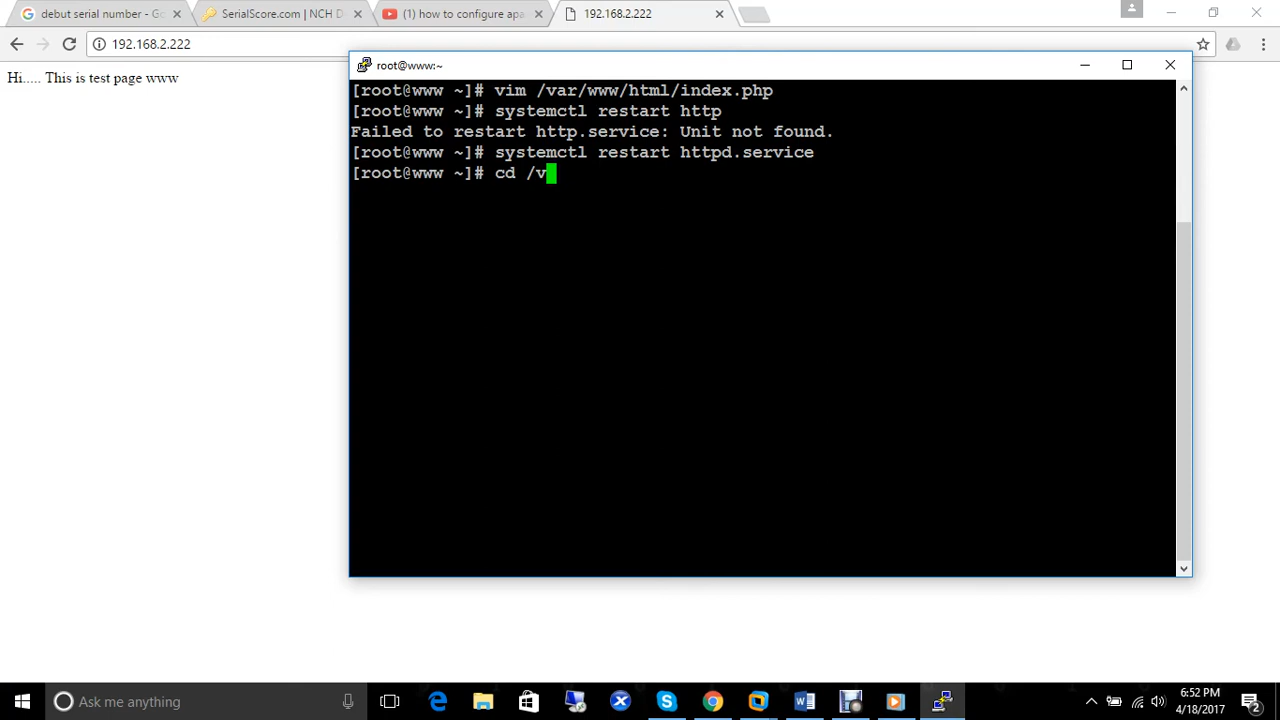 debut serial number - Go
SerialScore.com | NCH D
(1) how to configure apa
192.168.2.222
192.168.2.222
Hi..... This is test page www
root@www:~
[root@www ~]# vim /var/www/html/index.php
[root@www ~]# systemctl restart http
Failed to restart http.service: Unit not found.
[root@www ~]# systemctl restart httpd.service
[root@www ~]# cd /v
Ask me anything
6:52 PM
4/18/2017
2